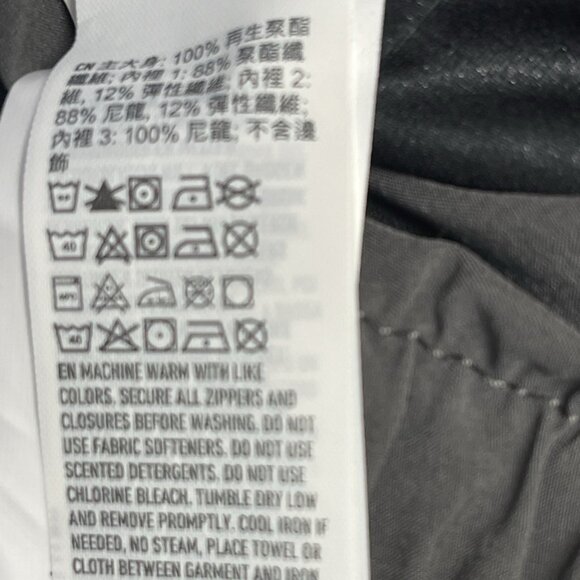 CN 主大身: 100% 再生聚酯
纖維; 內裡 1: 88% 聚酯纖
維, 12% 彈性纖維; 內裡 2:
88% 尼龍, 12% 彈性纖維;
內裡 3: 100% 尼龍; 不含邊
飾
40
40
EN MACHINE WARM WITH LIKE
COLORS. SECURE ALL ZIPPERS AND
CLOSURES BEFORE WASHING. DO NOT
USE FABRIC SOFTENERS. DO NOT USE
SCENTED DETERGENTS. DO NOT USE
CHLORINE BLEACH. TUMBLE DRY LOW
AND REMOVE PROMPTLY. COOL IRON IF
NEEDED, NO STEAM, PLACE TOWEL OR
CLOTH BETWEEN GARMENT AND IRON